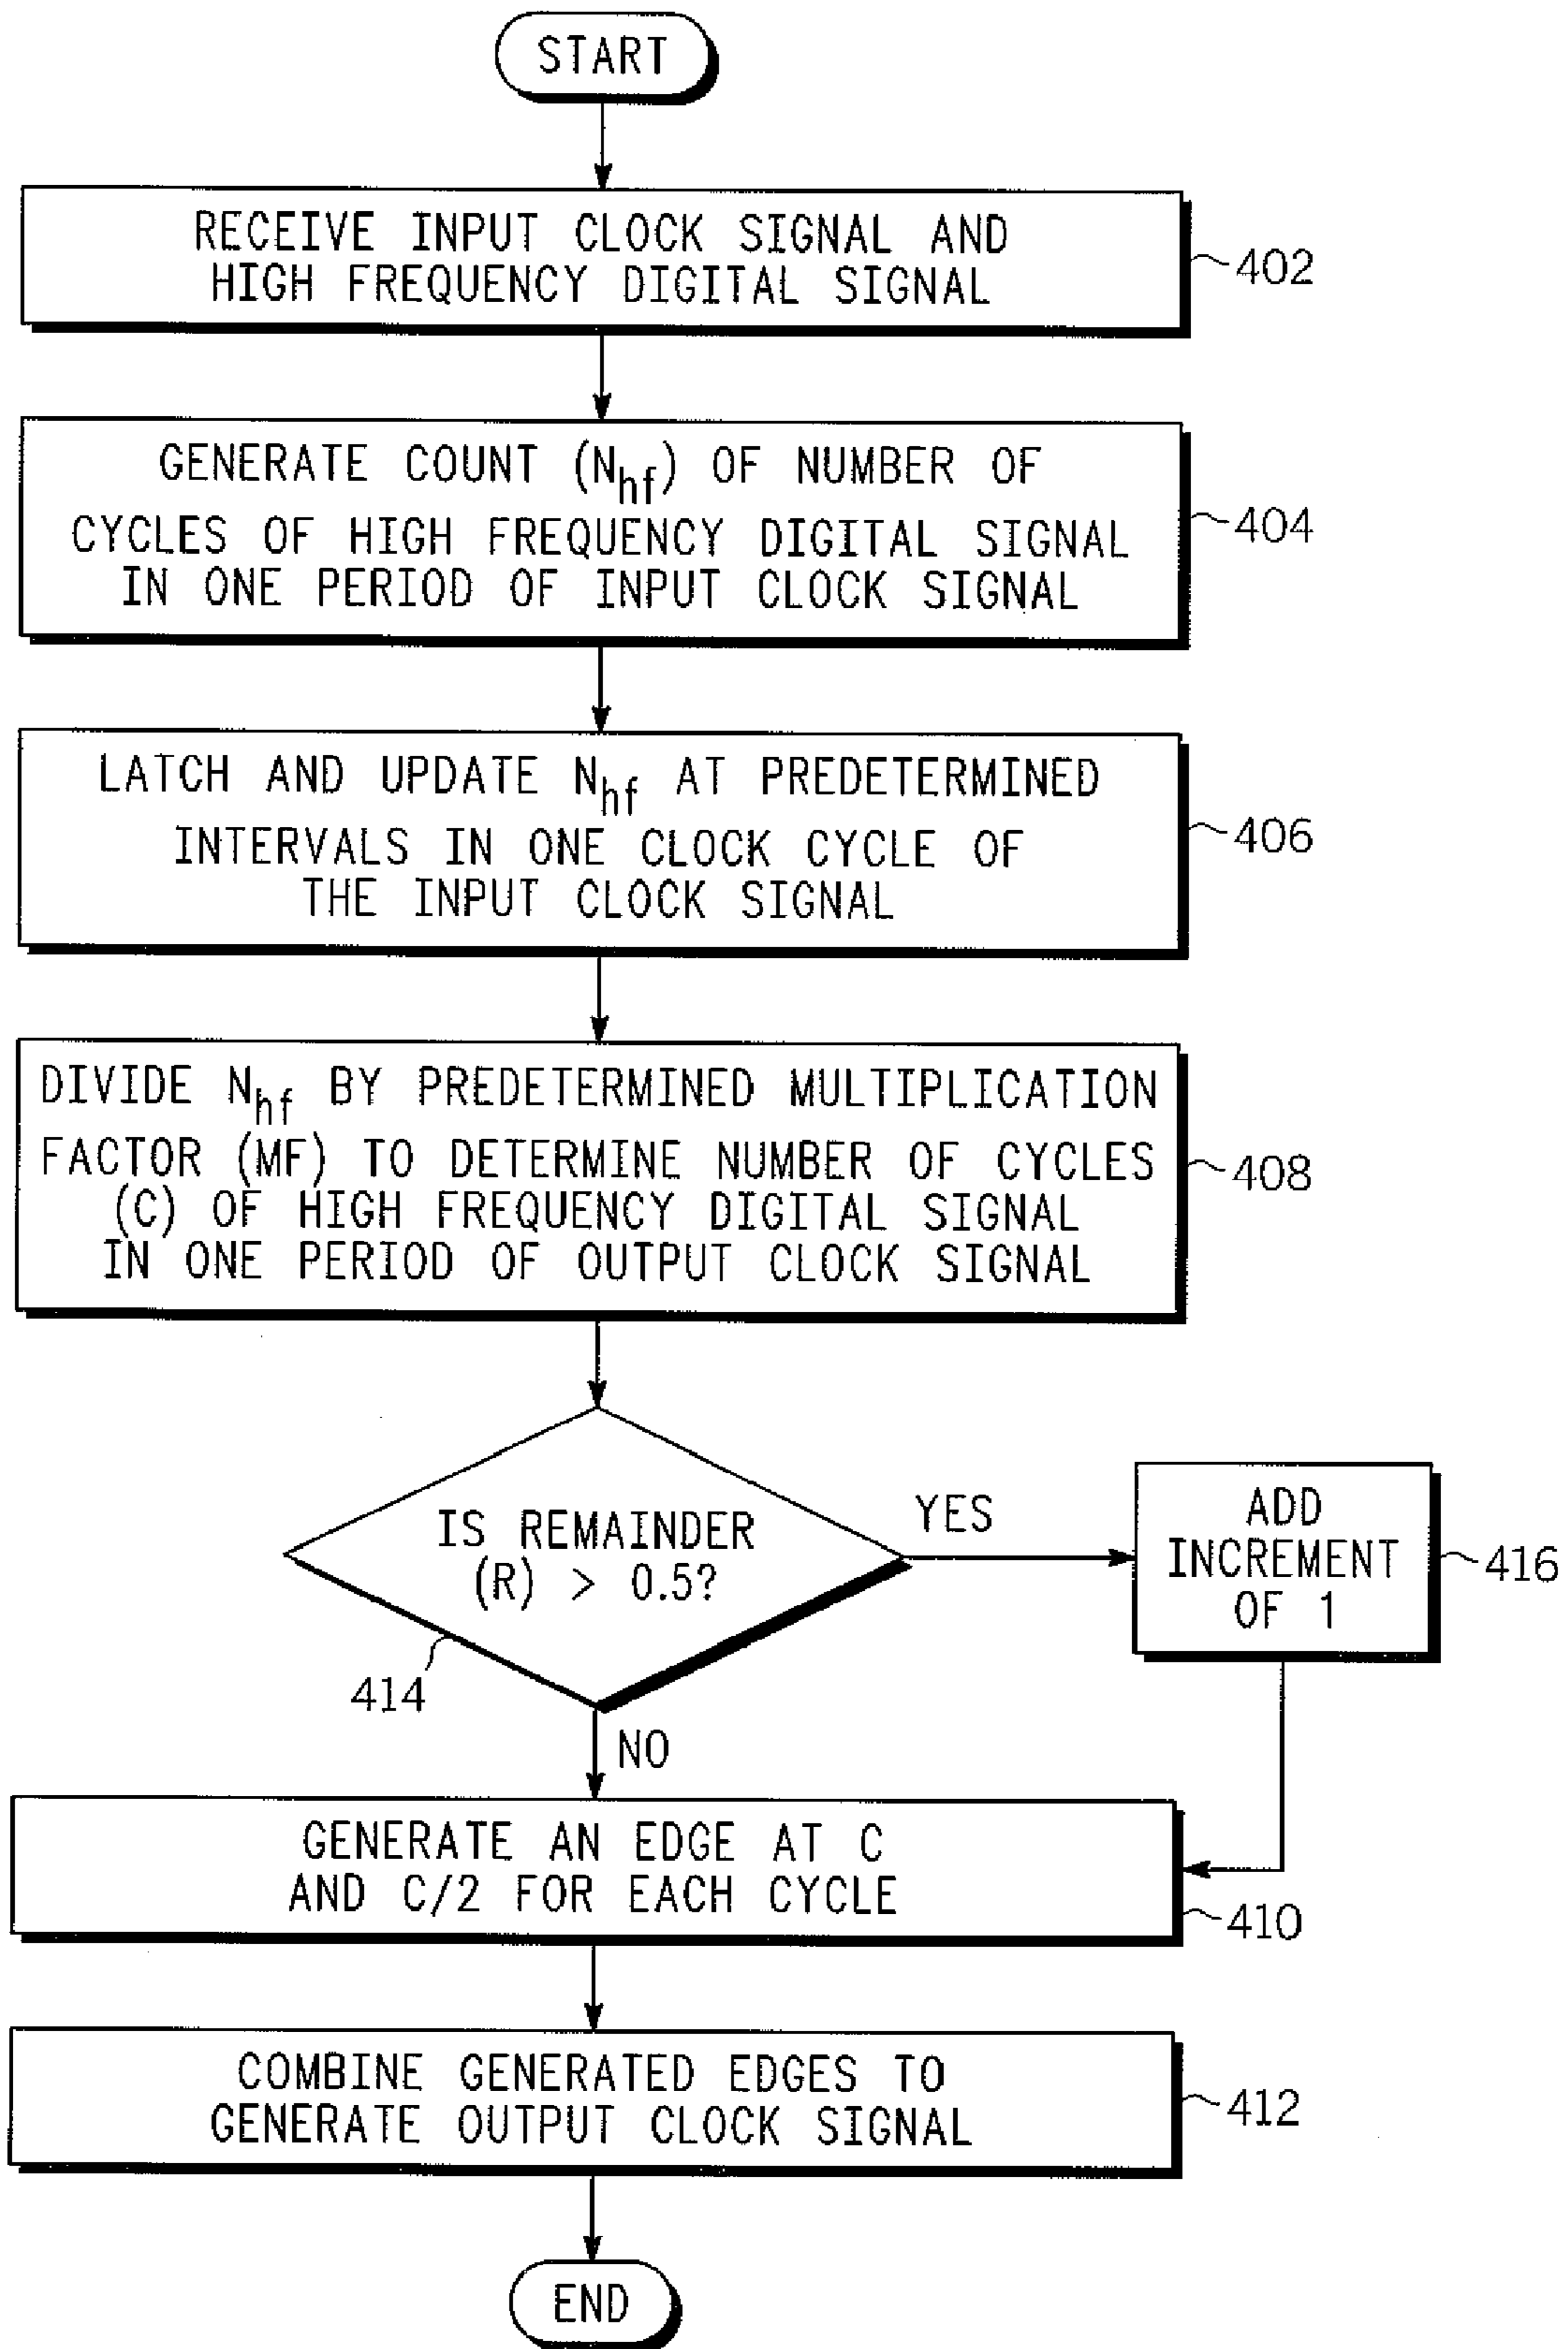 START
RECEIVE INPUT CLOCK SIGNAL AND
HIGH FREQUENCY DIGITAL SIGNAL
402
GENERATE COUNT (Nhf) OF NUMBER OF
CYCLES OF HIGH FREQUENCY DIGITAL SIGNAL
IN ONE PERIOD OF INPUT CLOCK SIGNAL
404
LATCH AND UPDATE Nhf AT PREDETERMINED
INTERVALS IN ONE CLOCK CYCLE OF
THE INPUT CLOCK SIGNAL
406
DIVIDE Nhf BY PREDETERMINED MULTIPLICATION
FACTOR (MF) TO DETERMINE NUMBER OF CYCLES
(C) OF HIGH FREQUENCY DIGITAL SIGNAL
IN ONE PERIOD OF OUTPUT CLOCK SIGNAL
408
IS REMAINDER
(R) > 0.5?
414
YES
ADD
INCREMENT
OF 1
416
NO
GENERATE AN EDGE AT C
AND C/2 FOR EACH CYCLE
410
COMBINE GENERATED EDGES TO
GENERATE OUTPUT CLOCK SIGNAL
412
END